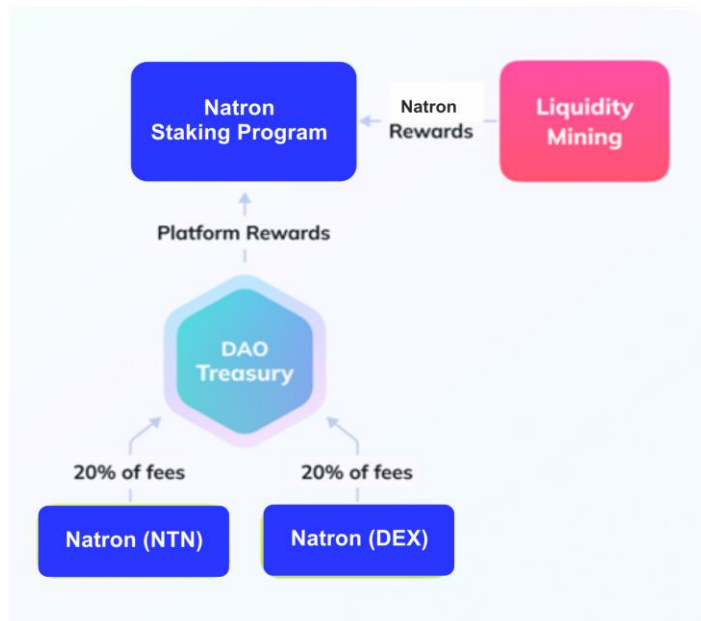 Natron
Staking Program
Natron
Rewards
Liquidity
Mining
Platform Rewards
DAO
Treasury
20% of fees
20% of fees
Natron (NTN)
Natron (DEX)